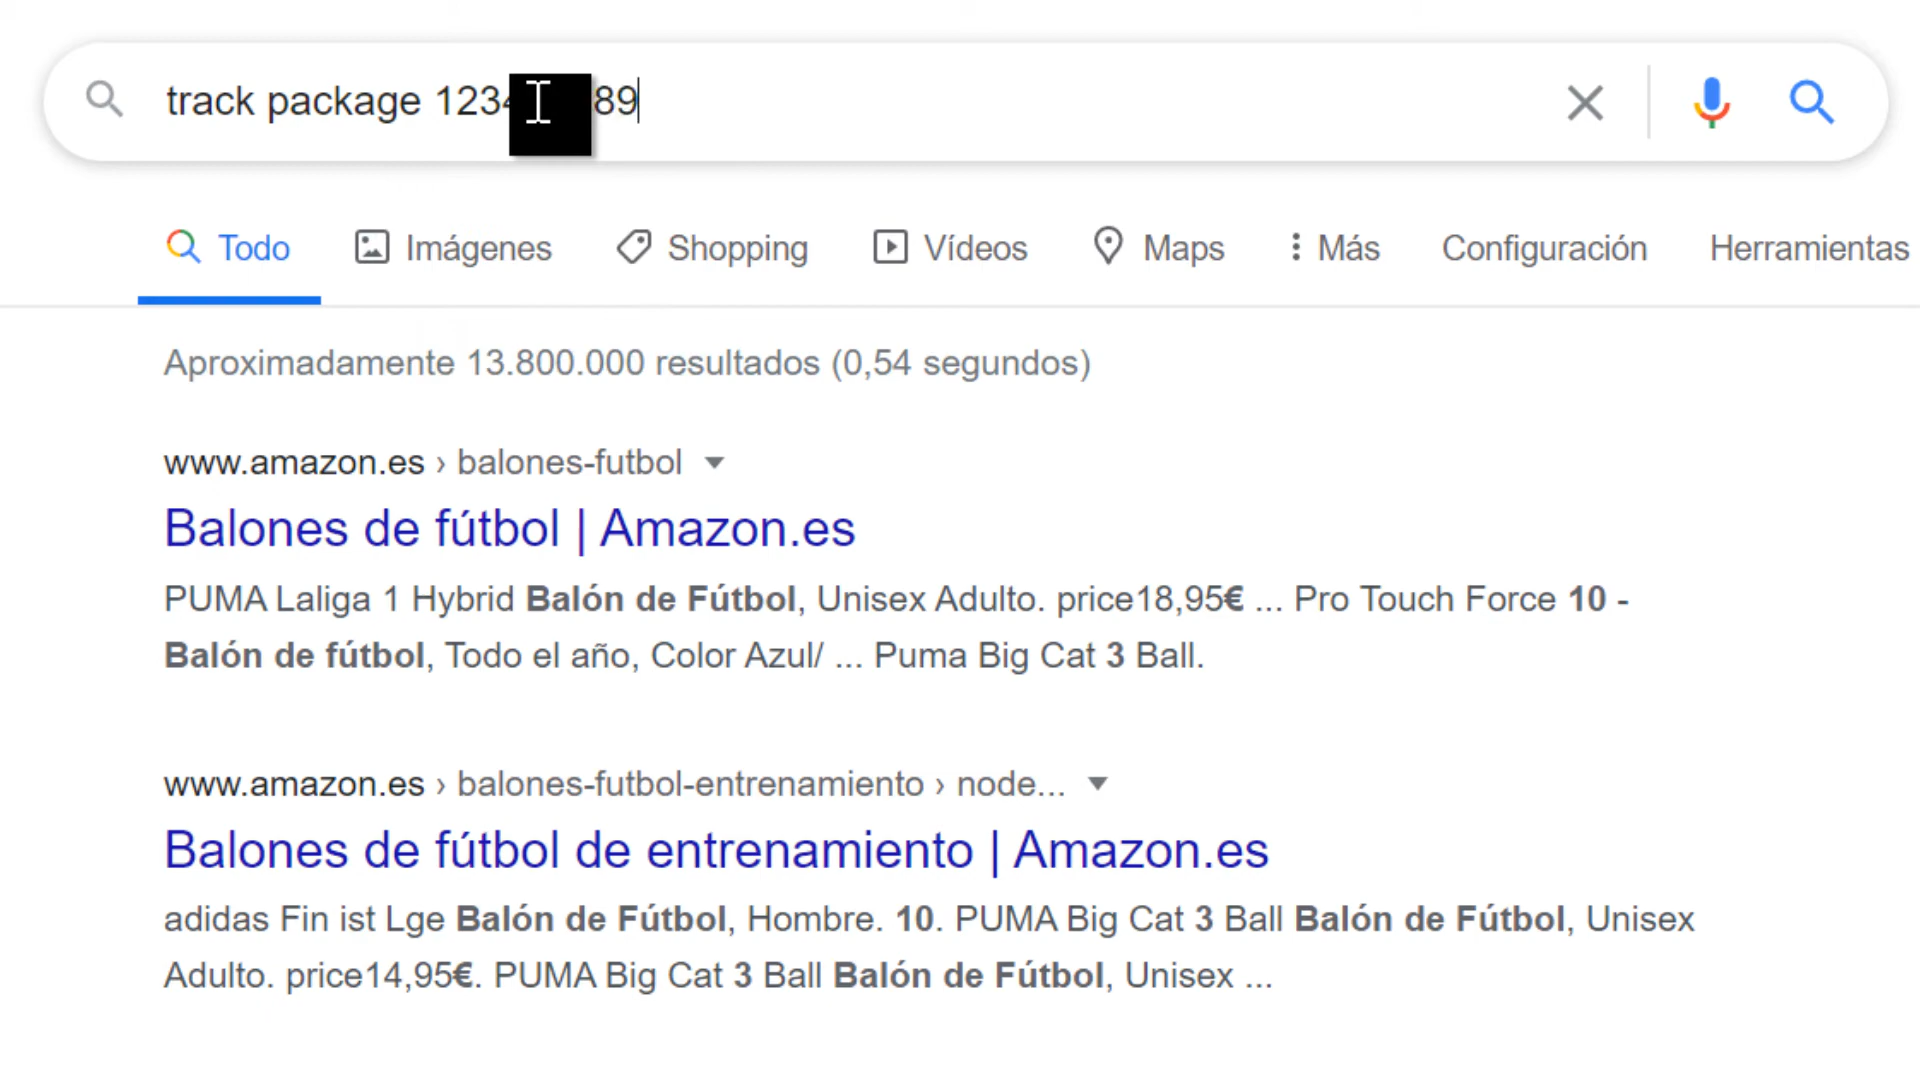 track package 1234 89
Todo Imágenes Shopping Vídeos Maps Más Configuración Herramientas
Aproximadamente 13.800.000 resultados (0,54 segundos)
www.amazon.es › balones-futbol
Balones de fútbol | Amazon.es
PUMA Laliga 1 Hybrid Balón de Fútbol, Unisex Adulto. price18,95€ ... Pro Touch Force 10 -
Balón de fútbol, Todo el año, Color Azul/ ... Puma Big Cat 3 Ball.
www.amazon.es › balones-futbol-entrenamiento › node...
Balones de fútbol de entrenamiento | Amazon.es
adidas Fin ist Lge Balón de Fútbol, Hombre. 10. PUMA Big Cat 3 Ball Balón de Fútbol, Unisex
Adulto. price14,95€. PUMA Big Cat 3 Ball Balón de Fútbol, Unisex ...